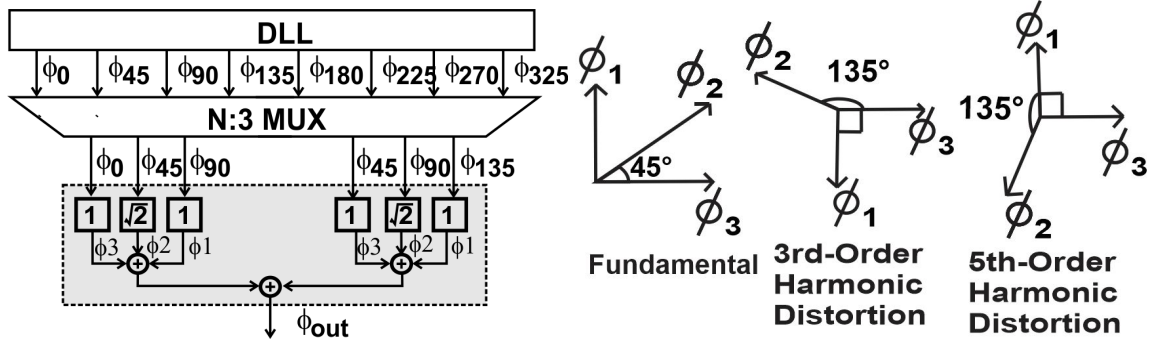 DLL
ϕ0 ϕ45 ϕ90 ϕ135 ϕ180 ϕ225 ϕ270 ϕ325
N:3 MUX
ϕ0 ϕ45 ϕ90 ϕ45 ϕ90 ϕ135
1 √2 1 1 √2 1
ϕ3 ϕ2 ϕ1 ϕ3 ϕ2 ϕ1
+ +
+
ϕout
ϕ1
ϕ2
45°
ϕ3
Fundamental
ϕ2
135°
ϕ3
ϕ1
3rd-Order
Harmonic
Distortion
ϕ1
135°
ϕ3
ϕ2
5th-Order
Harmonic
Distortion